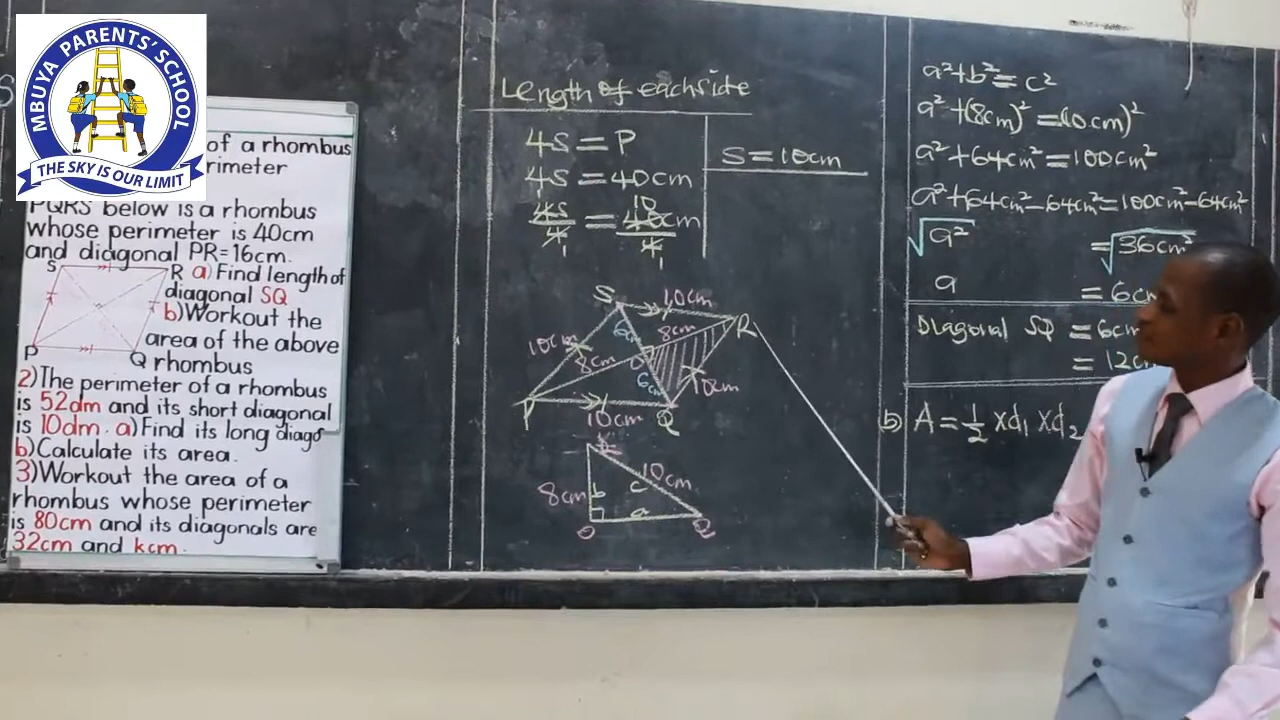 MBUYA PARENTS' SCHOOL
THE SKY IS OUR LIMIT
of a rhombus
rimeter
PQRS below is a rhombus
whose perimeter is 40cm
and diagonal PR=16cm.
S R a) Find length of
diagonal SQ
b)Workout the
area of the above
P Q rhombus
2)The perimeter of a rhombus
is 52dm and its short diagonal
is 10dm. a)Find its long diago
b)Calculate its area.
3)Workout the area of a
rhombus whose perimeter
is 80cm and its diagonals are
32cm and kcm.
Length of each side
4S = P
4S = 40cm
4S/4 = 40cm/4
1 10
1 1
S = 10cm
S 10cm R
10cm 6c 8cm
8cm O
6cm 10cm
P 10cm Q
R
8cm b c 10cm
O a Q
a²+b²=c²
a²+(8cm)²=(10cm)²
a²+64cm²=100cm²
a²+64cm²-64cm²=100cm²-64cm²
√a² = √36cm²
a = 6cm
Diagonal SQ = 6cm
= 12cm
b) A = 1/2 x d₁ x d₂